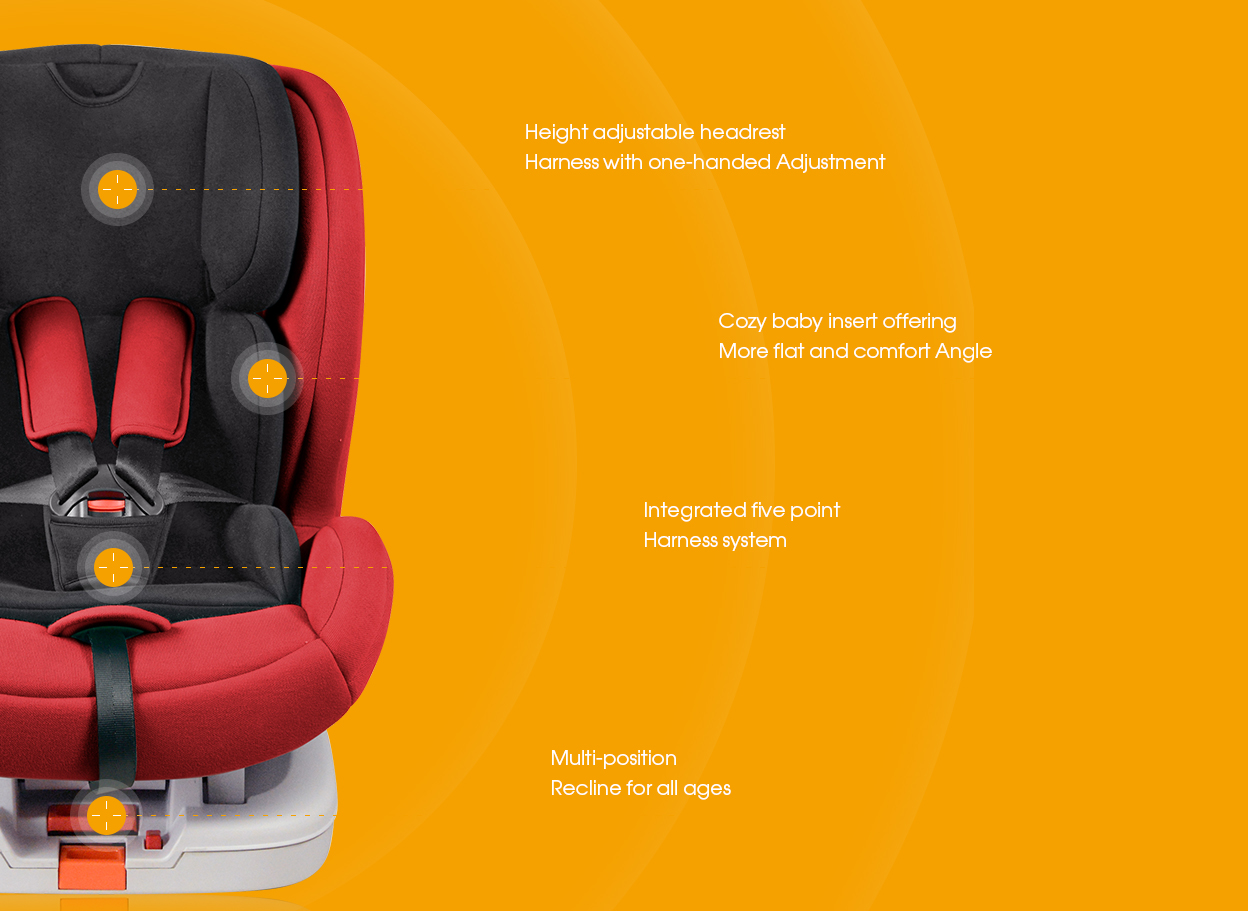 Height adjustable headrest
Harness with one-handed Adjustment
Cozy baby insert offering
More flat and comfort Angle
Integrated five point
Harness system
Multi-position
Recline for all ages